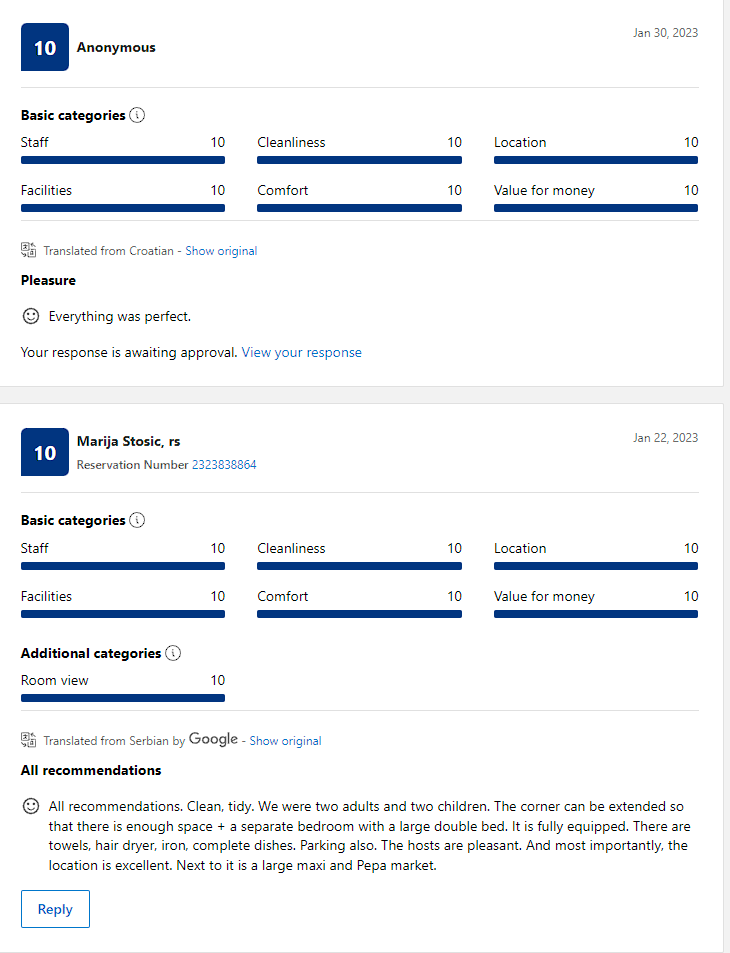 10 Anonymous Jan 30, 2023
Basic categories
Staff 10 Cleanliness 10 Location 10
Facilities 10 Comfort 10 Value for money 10
Translated from Croatian - Show original
Pleasure
Everything was perfect.
Your response is awaiting approval. View your response
10 Marija Stosic, rs Jan 22, 2023
Reservation Number 2323838864
Basic categories
Staff 10 Cleanliness 10 Location 10
Facilities 10 Comfort 10 Value for money 10
Additional categories
Room view 10
Translated from Serbian by Google - Show original
All recommendations
All recommendations. Clean, tidy. We were two adults and two children. The corner can be extended so
that there is enough space + a separate bedroom with a large double bed. It is fully equipped. There are
towels, hair dryer, iron, complete dishes. Parking also. The hosts are pleasant. And most importantly, the
location is excellent. Next to it is a large maxi and Pepa market.
Reply